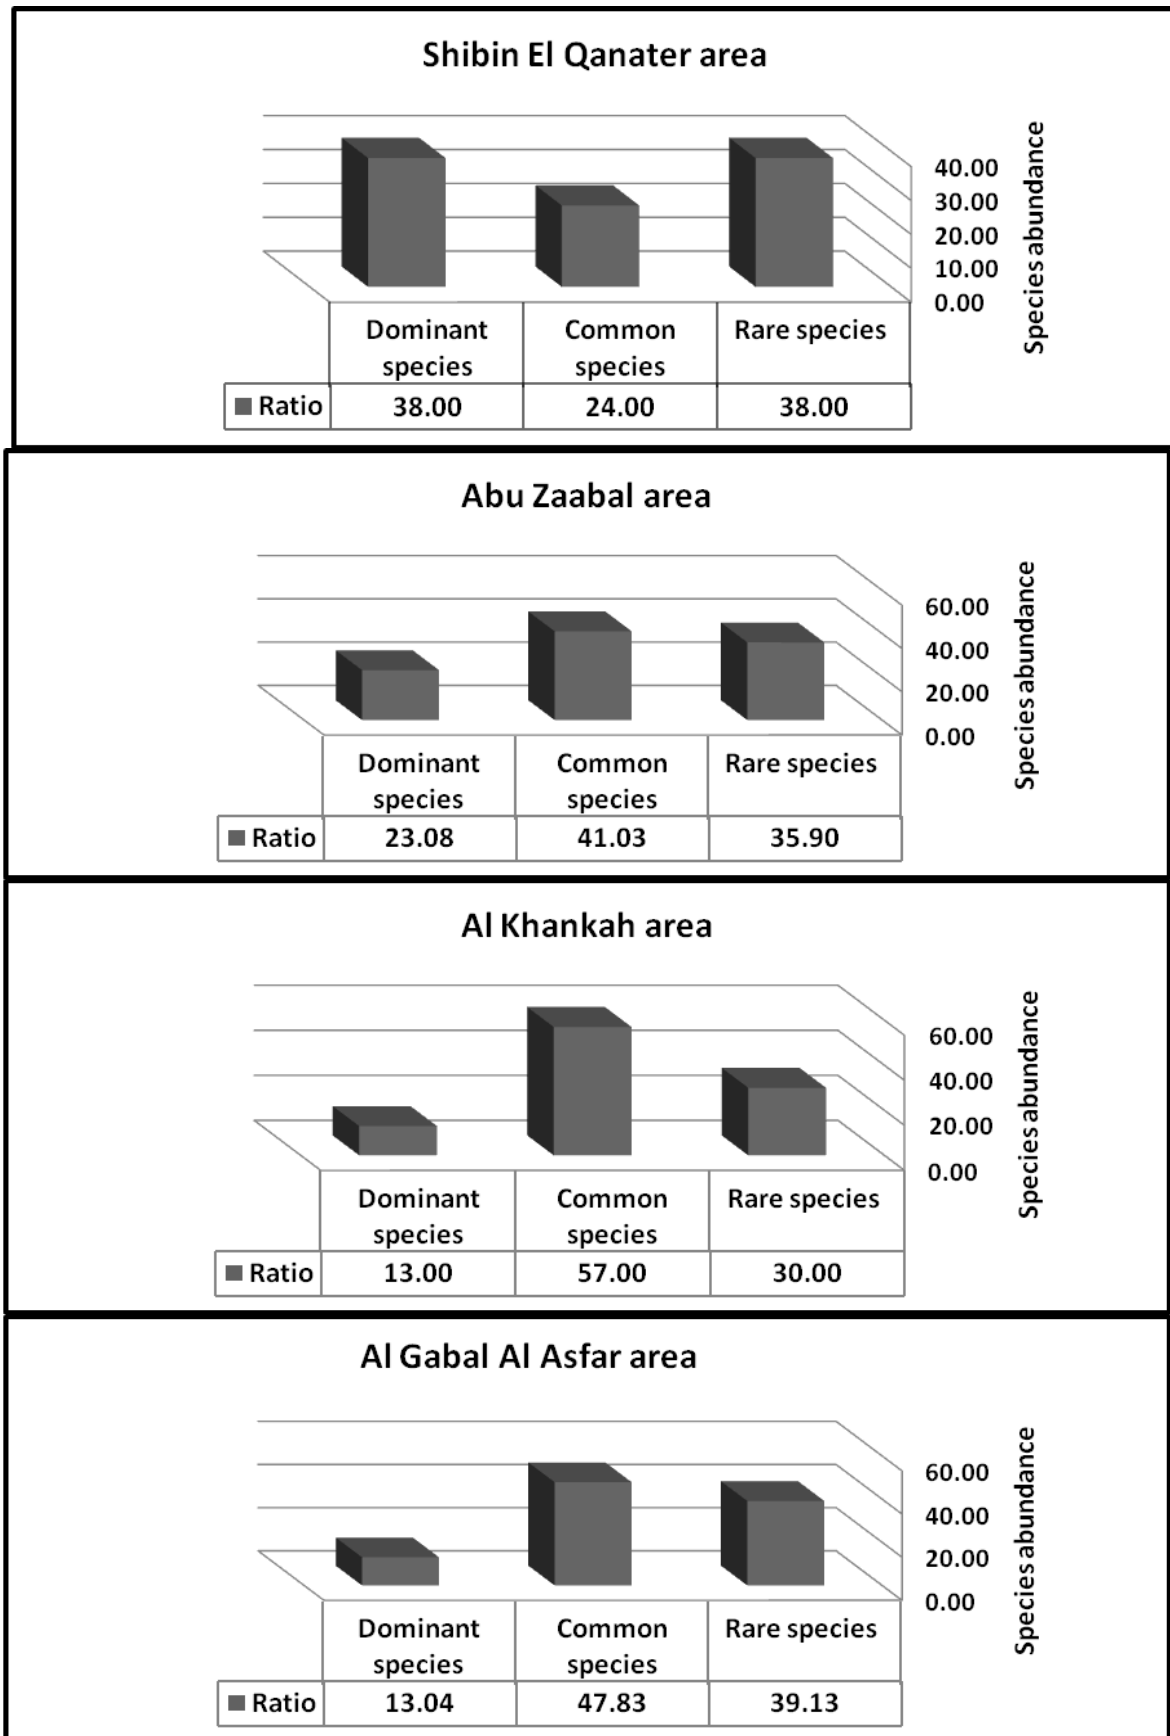 Shibin El Qanater area
40.00
30.00
20.00
10.00
0.00
Species abundance
Dominant species
Common species
Rare species
Ratio 38.00 24.00 38.00
Abu Zaabal area
60.00
40.00
20.00
0.00
Species abundance
Dominant species
Common species
Rare species
Ratio 23.08 41.03 35.90
Al Khankah area
60.00
40.00
20.00
0.00
Species abundance
Dominant species
Common species
Rare species
Ratio 13.00 57.00 30.00
Al Gabal Al Asfar area
60.00
40.00
20.00
0.00
Species abundance
Dominant species
Common species
Rare species
Ratio 13.04 47.83 39.13